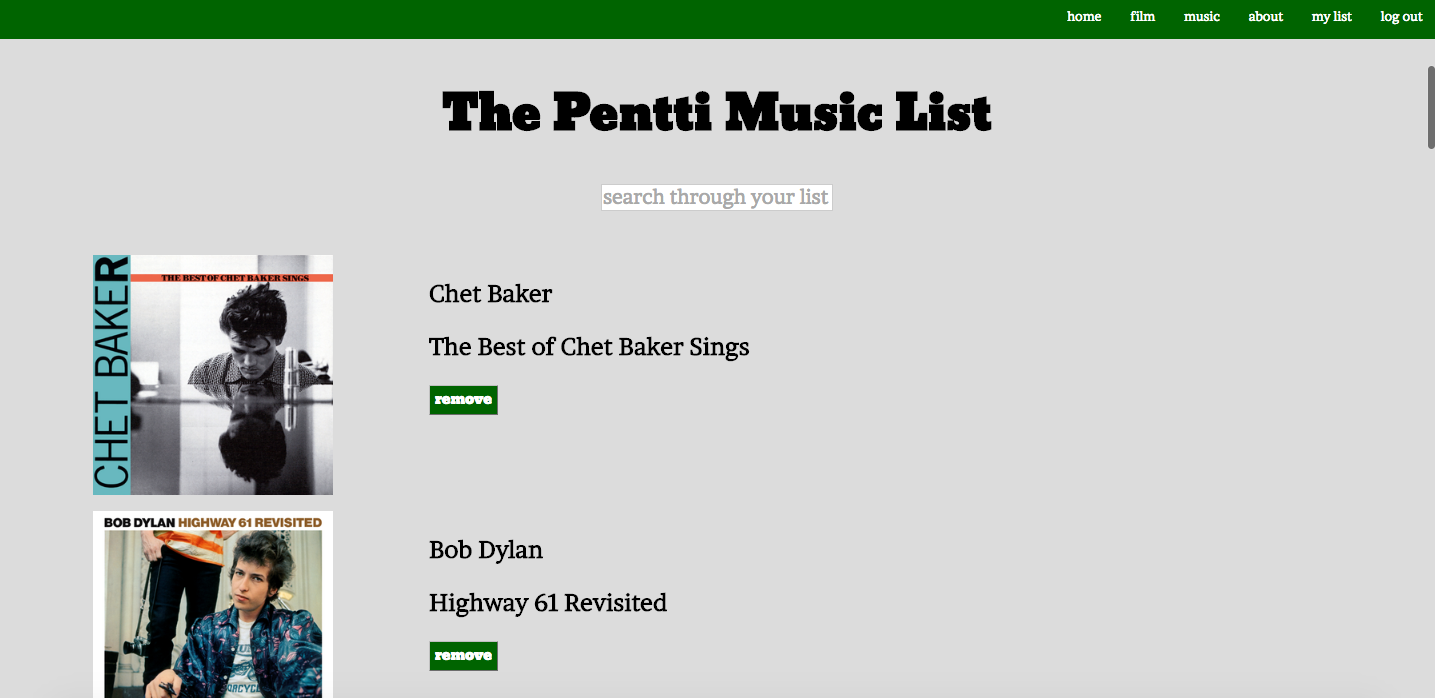 home film music about my list log out
The Pentti Music List
search through your list
CHET BAKER
THE BEST OF CHET BAKER SINGS
Chet Baker
The Best of Chet Baker Sings
remove
BOB DYLAN HIGHWAY 61 REVISITED
Bob Dylan
Highway 61 Revisited
remove